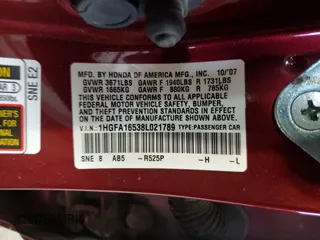 MFD. BY HONDA OF AMERICA MFG., INC. 10/'07
GVWR 3671LBS GAWR F 1940LBS R 1731LBS
GVWR 1665KG GAWR F 880KG R 785KG
THIS VEHICLE CONFORMS TO ALL APPLICABLE
FEDERAL MOTOR VEHICLE SAFETY, BUMPER,
AND THEFT PREVENTION STANDARDS IN EFFECT
ON THE DATE OF MANUFACTURE SHOWN ABOVE.
V.I.N.: 1HGFA16538L021789 TYPE:PASSENGER CAR
SNE 8 AB5 -R525P -H -L
SNE E2